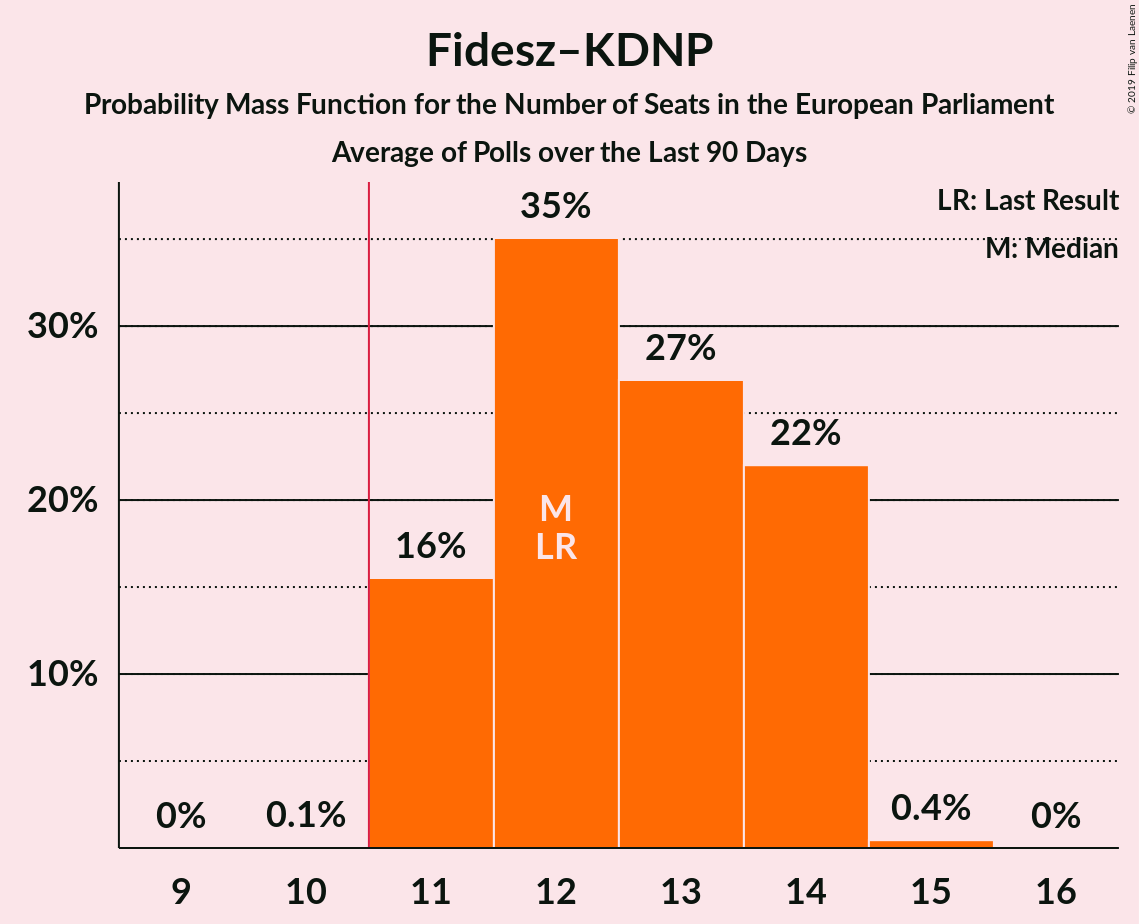 Fidesz–KDNP
Probability Mass Function for the Number of Seats in the European Parliament
Average of Polls over the Last 90 Days
© 2019 Filip van Laenen
LR: Last Result
M: Median
30%
20%
10%
0%
0.1%
16%
35%
27%
22%
0.4%
0%
M
LR
9 10 11 12 13 14 15 16